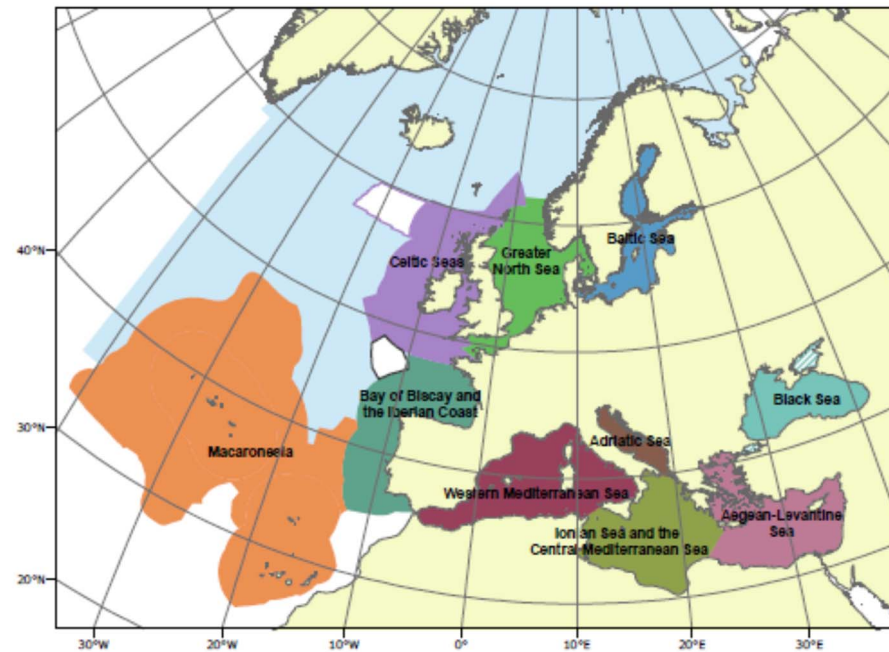 40°N
30°N
20°N
Celtic Seas
Greater
North Sea
Baltic Sea
Bay of Biscay and
the Iberian Coast
Black Sea
Macaronesia
Adriatic Sea
Western Mediterranean Sea
Aegean-Levantine
Sea
Ionian Sea and the
Central Mediterranean Sea
30°W
20°W
10°W
0°
10°E
20°E
30°E